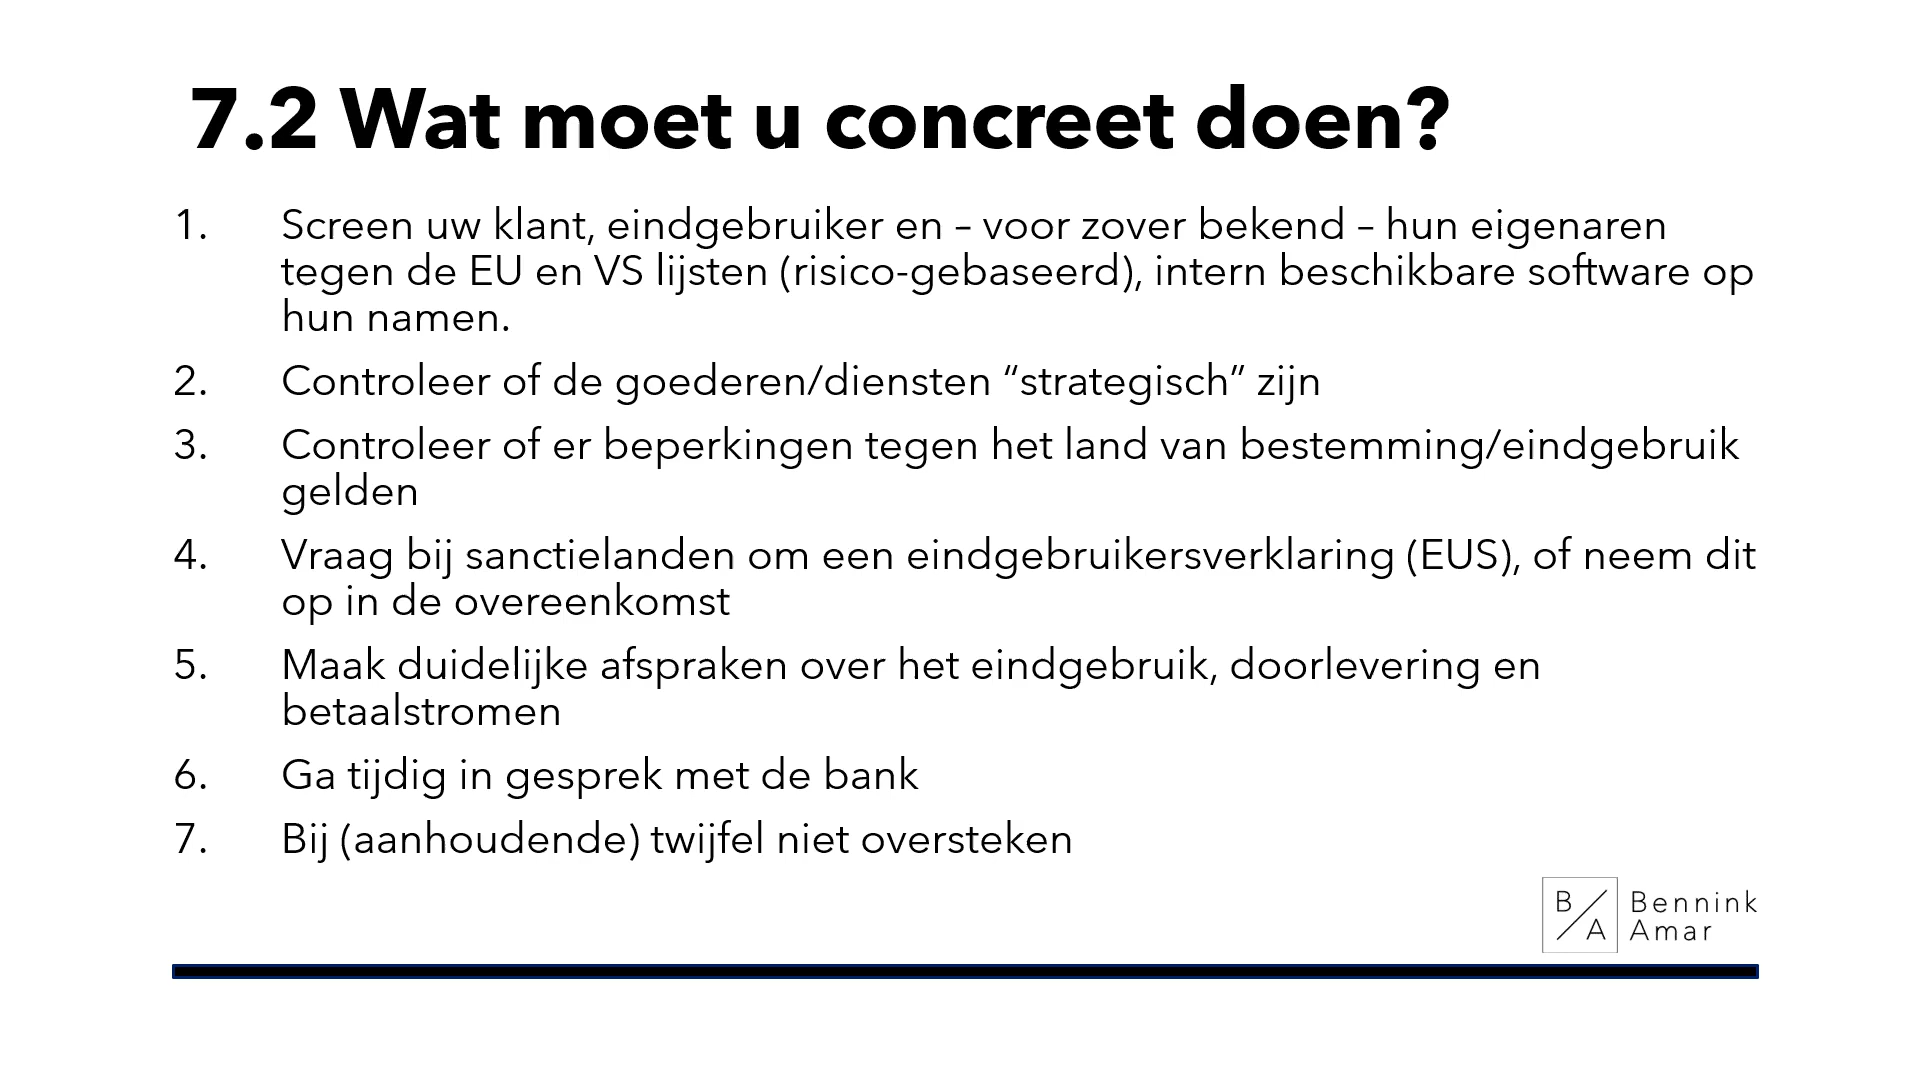 7.2 Wat moet u concreet doen?
1. Screen uw klant, eindgebruiker en – voor zover bekend – hun eigenaren
tegen de EU en VS lijsten (risico-gebaseerd), intern beschikbare software op
hun namen.
2. Controleer of de goederen/diensten “strategisch” zijn
3. Controleer of er beperkingen tegen het land van bestemming/eindgebruik
gelden
4. Vraag bij sanctielanden om een eindgebruikersverklaring (EUS), of neem dit
op in de overeenkomst
5. Maak duidelijke afspraken over het eindgebruik, doorlevering en
betaalstromen
6. Ga tijdig in gesprek met de bank
7. Bij (aanhoudende) twijfel niet oversteken
B/A
Bennink
Amar